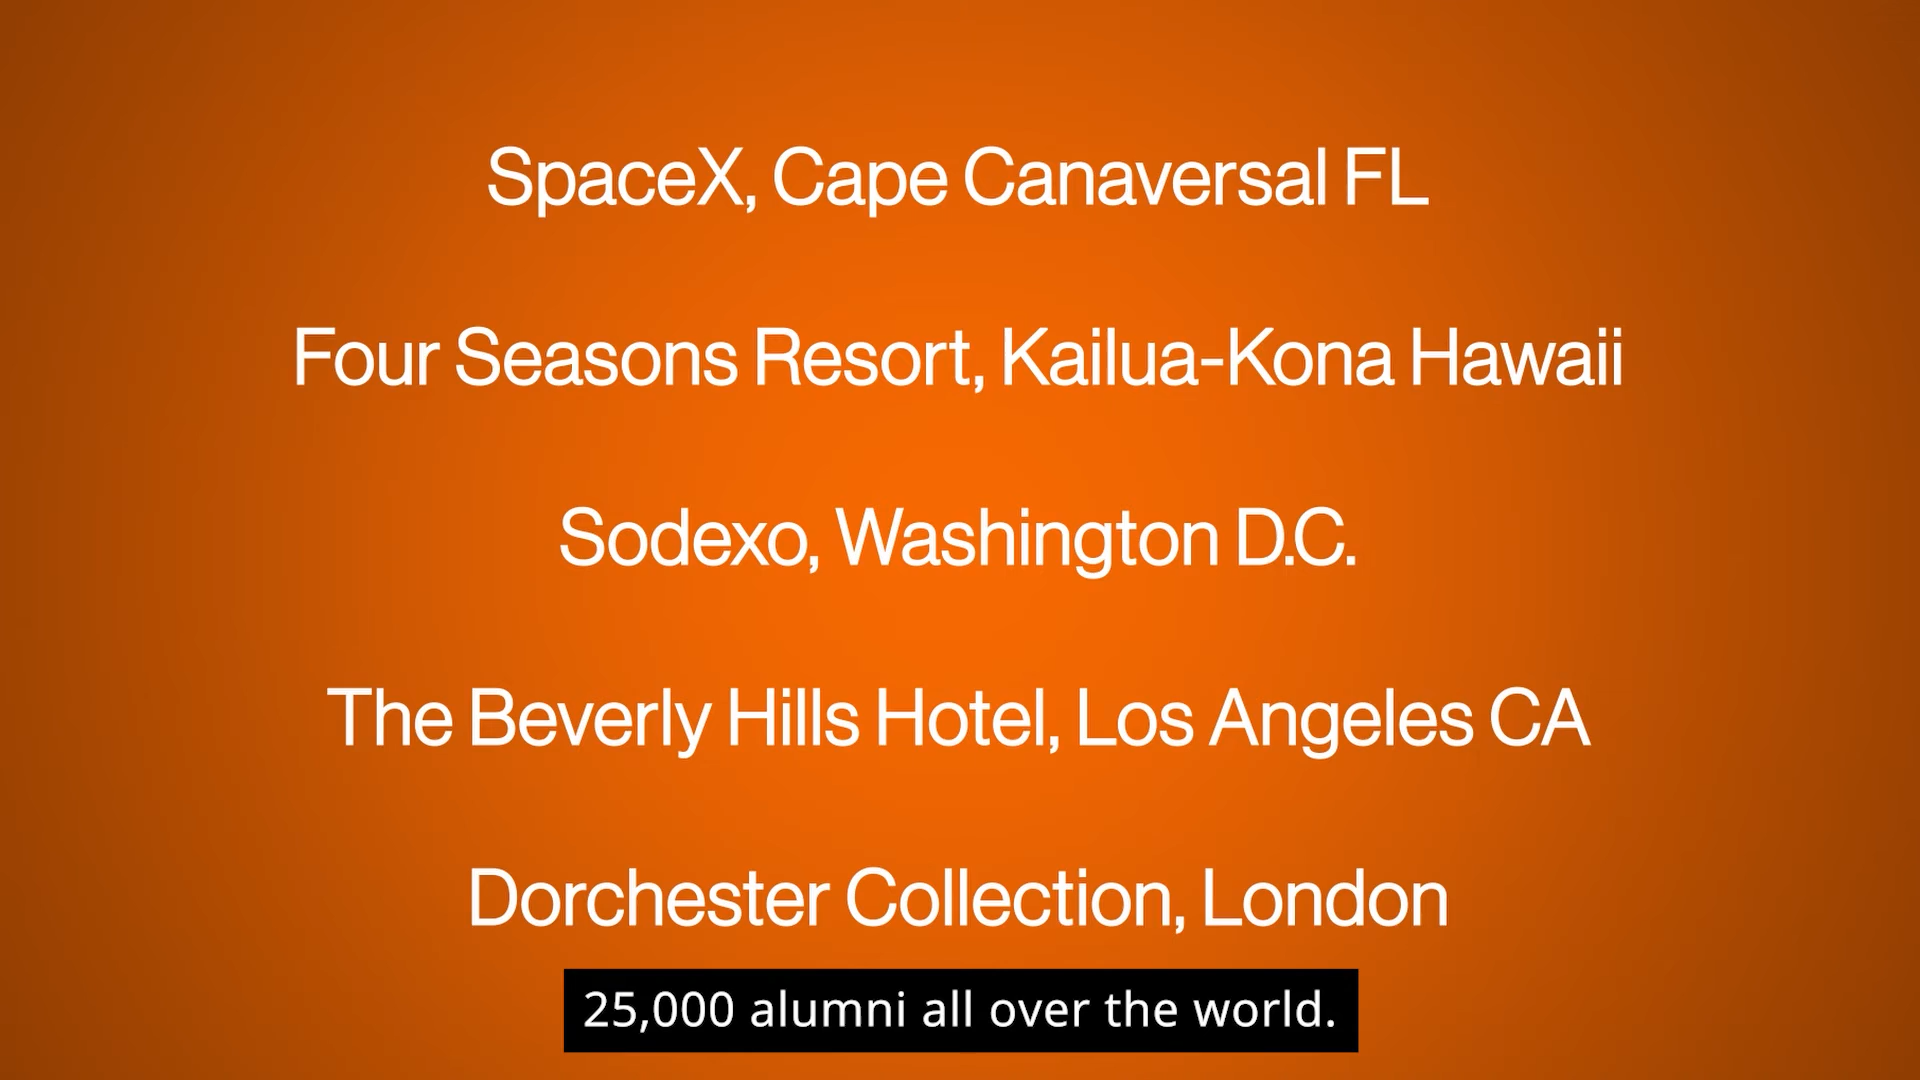 SpaceX, Cape Canaversal FL
Four Seasons Resort, Kailua-Kona Hawaii
Sodexo, Washington D.C.
The Beverly Hills Hotel, Los Angeles CA
Dorchester Collection, London
25,000 alumni all over the world.